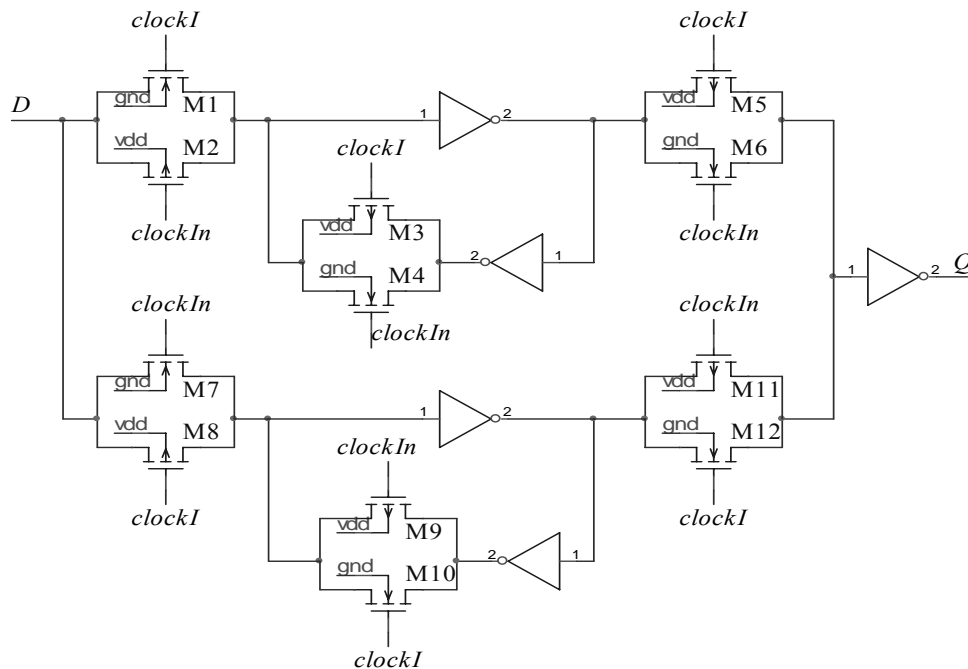 clockI
clockI
D
gnd
M1
vdd
M5
1
2
vdd
M2
clockI
gnd
M6
clockIn
vdd
M3
clockIn
gnd
M4
2
1
clockIn
clockIn
clockIn
1
2
Q
gnd
M7
vdd
M11
vdd
M8
1
2
gnd
M12
clockIn
clockI
vdd
M9
clockI
gnd
M10
2
1
clockI